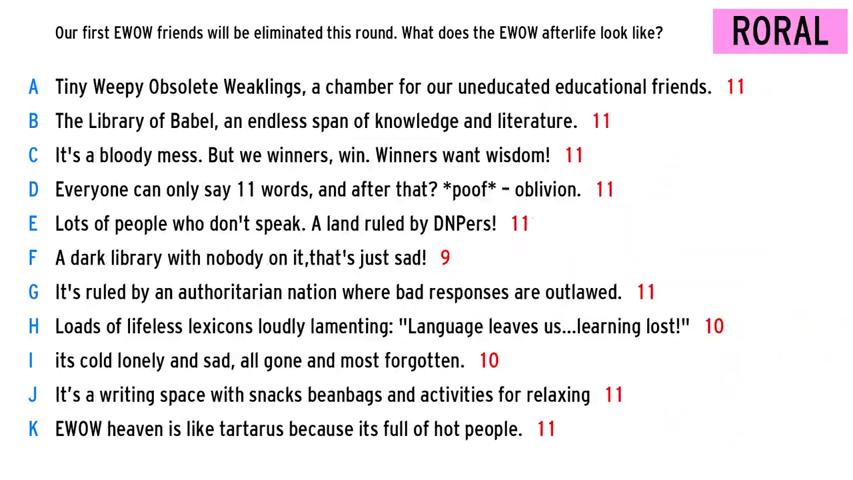 Our first EWOW friends will be eliminated this round. What does the EWOW afterlife look like?
RORAL
A Tiny Weepy Obsolete Weaklings, a chamber for our uneducated educational friends. 11
B The Library of Babel, an endless span of knowledge and literature. 11
C It's a bloody mess. But we winners, win. Winners want wisdom! 11
D Everyone can only say 11 words, and after that? *poof* - oblivion. 11
E Lots of people who don't speak. A land ruled by DNPers! 11
F A dark library with nobody on it,that's just sad! 9
G It's ruled by an authoritarian nation where bad responses are outlawed. 11
H Loads of lifeless lexicons loudly lamenting: "Language leaves us...learning lost!" 10
I its cold lonely and sad, all gone and most forgotten. 10
J It’s a writing space with snacks beanbags and activities for relaxing 11
K EWOW heaven is like tartarus because its full of hot people. 11